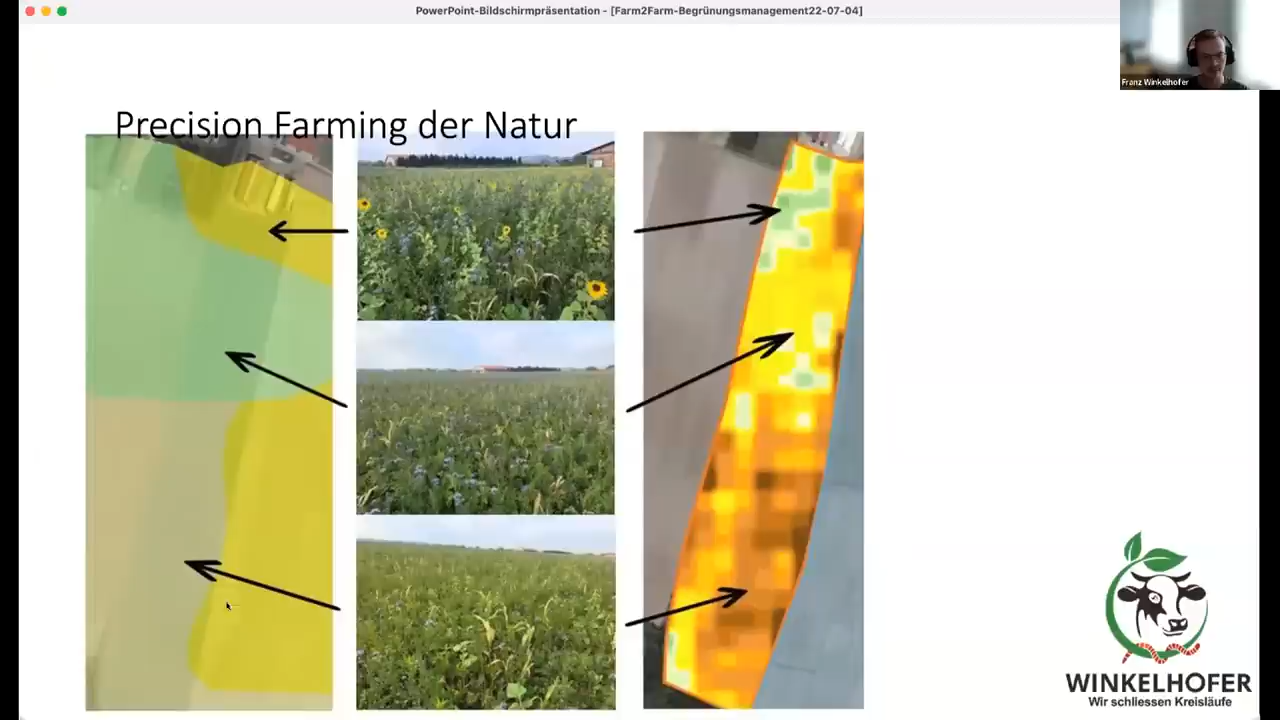 PowerPoint-Bildschirmpräsentation - [Farm2Farm-Begrünungsmanagement22-07-04]
Franz Winkelhofer
Precision Farming der Natur
WINKELHOFER
Wir schliessen Kreisläufe